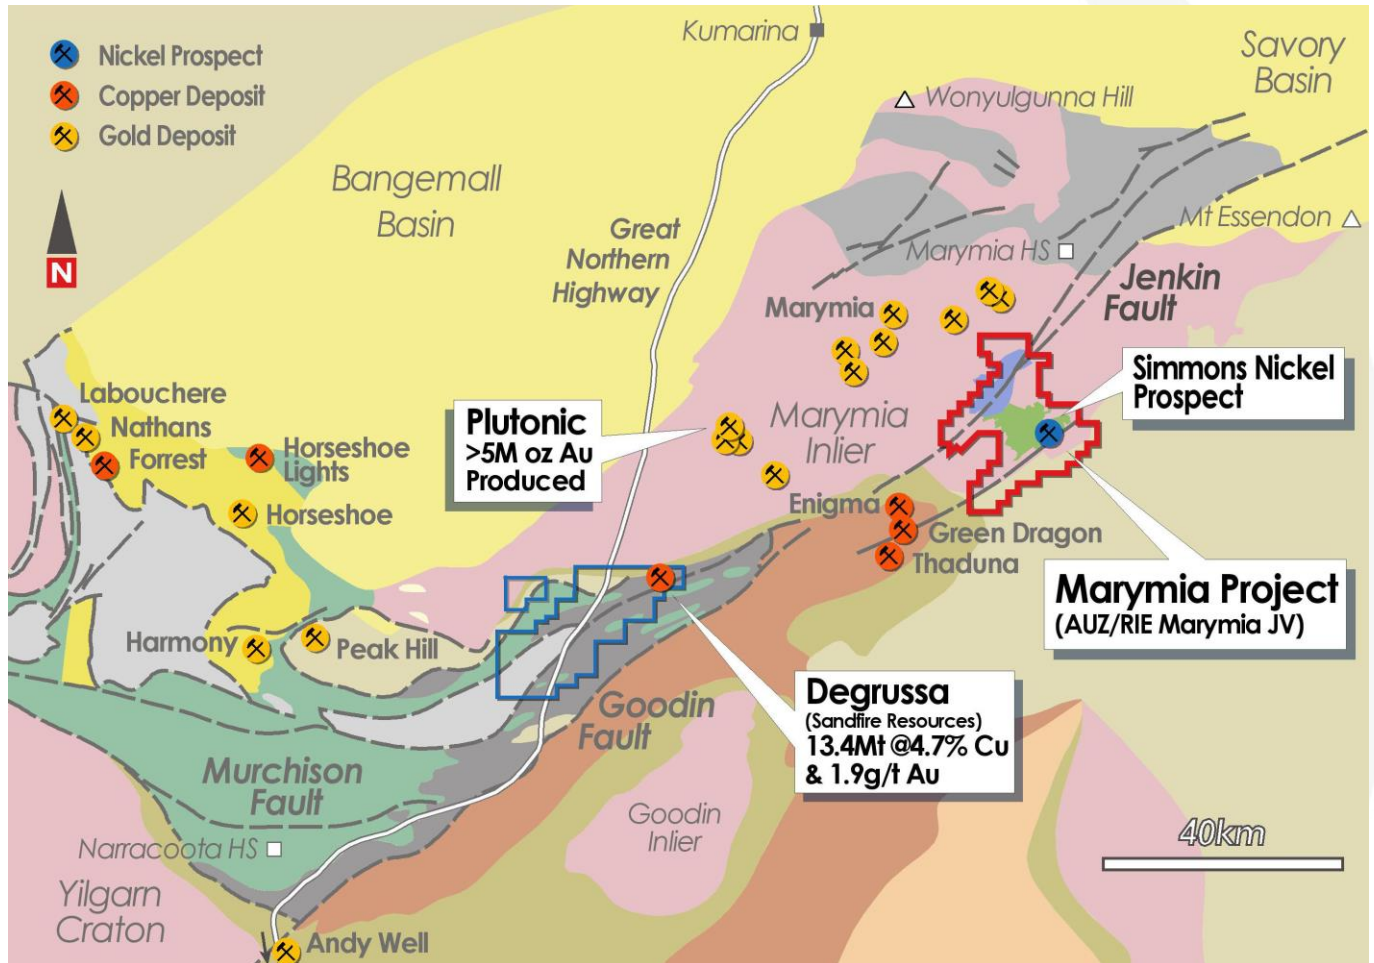 Nickel Prospect
Copper Deposit
Gold Deposit
N
Kumarina
Savory
Basin
Wonyulgunna Hill
Bangemall
Basin
Great
Northern
Highway
Mt Essendon
Marymia HS
Jenkin
Fault
Marymia
Simmons Nickel
Prospect
Labouchere
Nathans
Forrest
Horseshoe
Lights
Horseshoe
Plutonic
>5M oz Au
Produced
Marymia
Inlier
Enigma
Green Dragon
Thaduna
Marymia Project
(AUZ/RIE Marymia JV)
Harmony
Peak Hill
Degrussa
(Sandfire Resources)
13.4Mt @4.7% Cu
& 1.9g/t Au
Goodin
Fault
Murchison
Fault
Goodin
Inlier
40km
Narracoota HS
Yilgarn
Craton
Andy Well